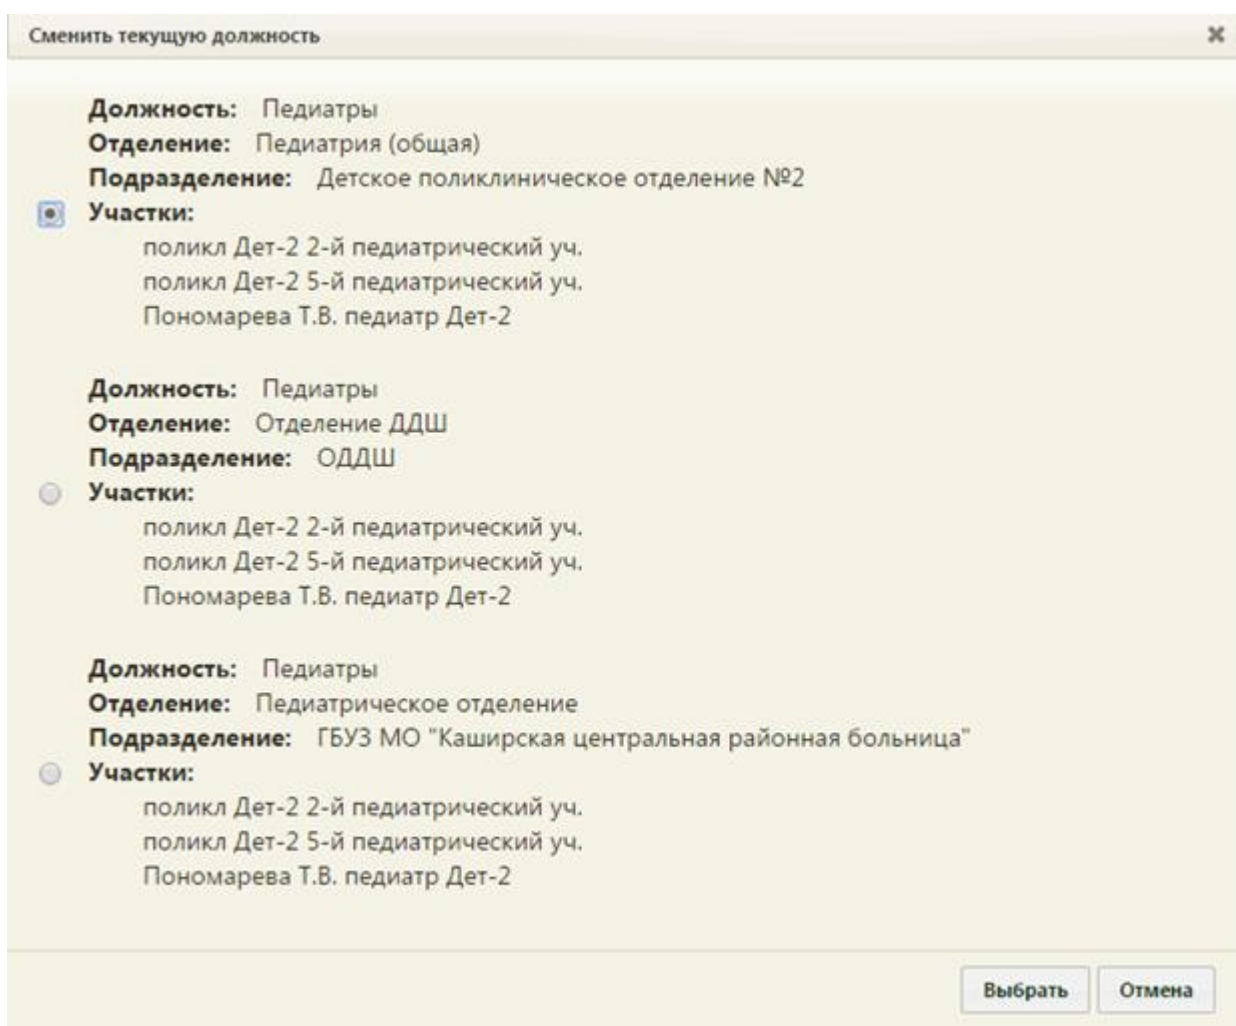 Сменить текущую должность
Должность: Педиатры
Отделение: Педиатрия (общая)
Подразделение: Детское поликлиническое отделение №2
Участки:
поликл Дет-2 2-й педиатрический уч.
поликл Дет-2 5-й педиатрический уч.
Пономарева Т.В. педиатр Дет-2
Должность: Педиатры
Отделение: Отделение ДДШ
Подразделение: ОДДШ
Участки:
поликл Дет-2 2-й педиатрический уч.
поликл Дет-2 5-й педиатрический уч.
Пономарева Т.В. педиатр Дет-2
Должность: Педиатры
Отделение: Педиатрическое отделение
Подразделение: ГБУЗ МО "Каширская центральная районная больница"
Участки:
поликл Дет-2 2-й педиатрический уч.
поликл Дет-2 5-й педиатрический уч.
Пономарева Т.В. педиатр Дет-2
Выбрать Отмена